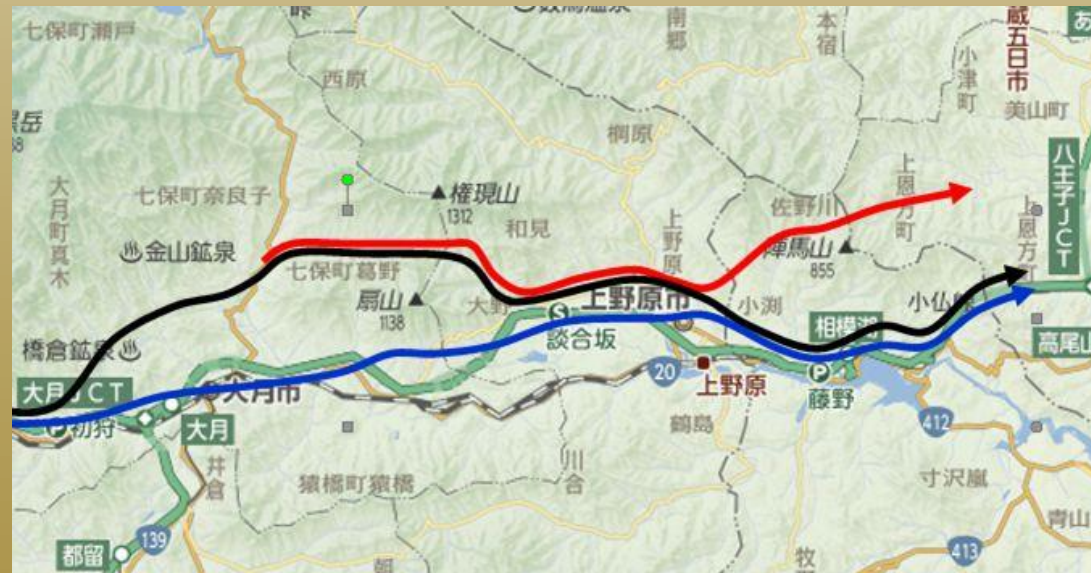 七保町瀬戸
峠
南郷
本宿
蔵五日市
小津町
美山町
西原
棡原
大月町真木
七保町奈良子
権現山
1312
和見
上野原
佐野川
上恩方町
上恩方町
八王子JCT
金山鉱泉
七保町葛野
陣馬山
855
扇山
1138
大野
上野原市
小渕
小仏峠
談合坂
S
相模湖
高尾山
橋倉鉱泉
大月JCT
大月市
P
初狩
大月
20
上野原
P
藤野
412
鶴島
井倉
猿橋町猿橋
川合
寸沢嵐
青山
都留
139
413